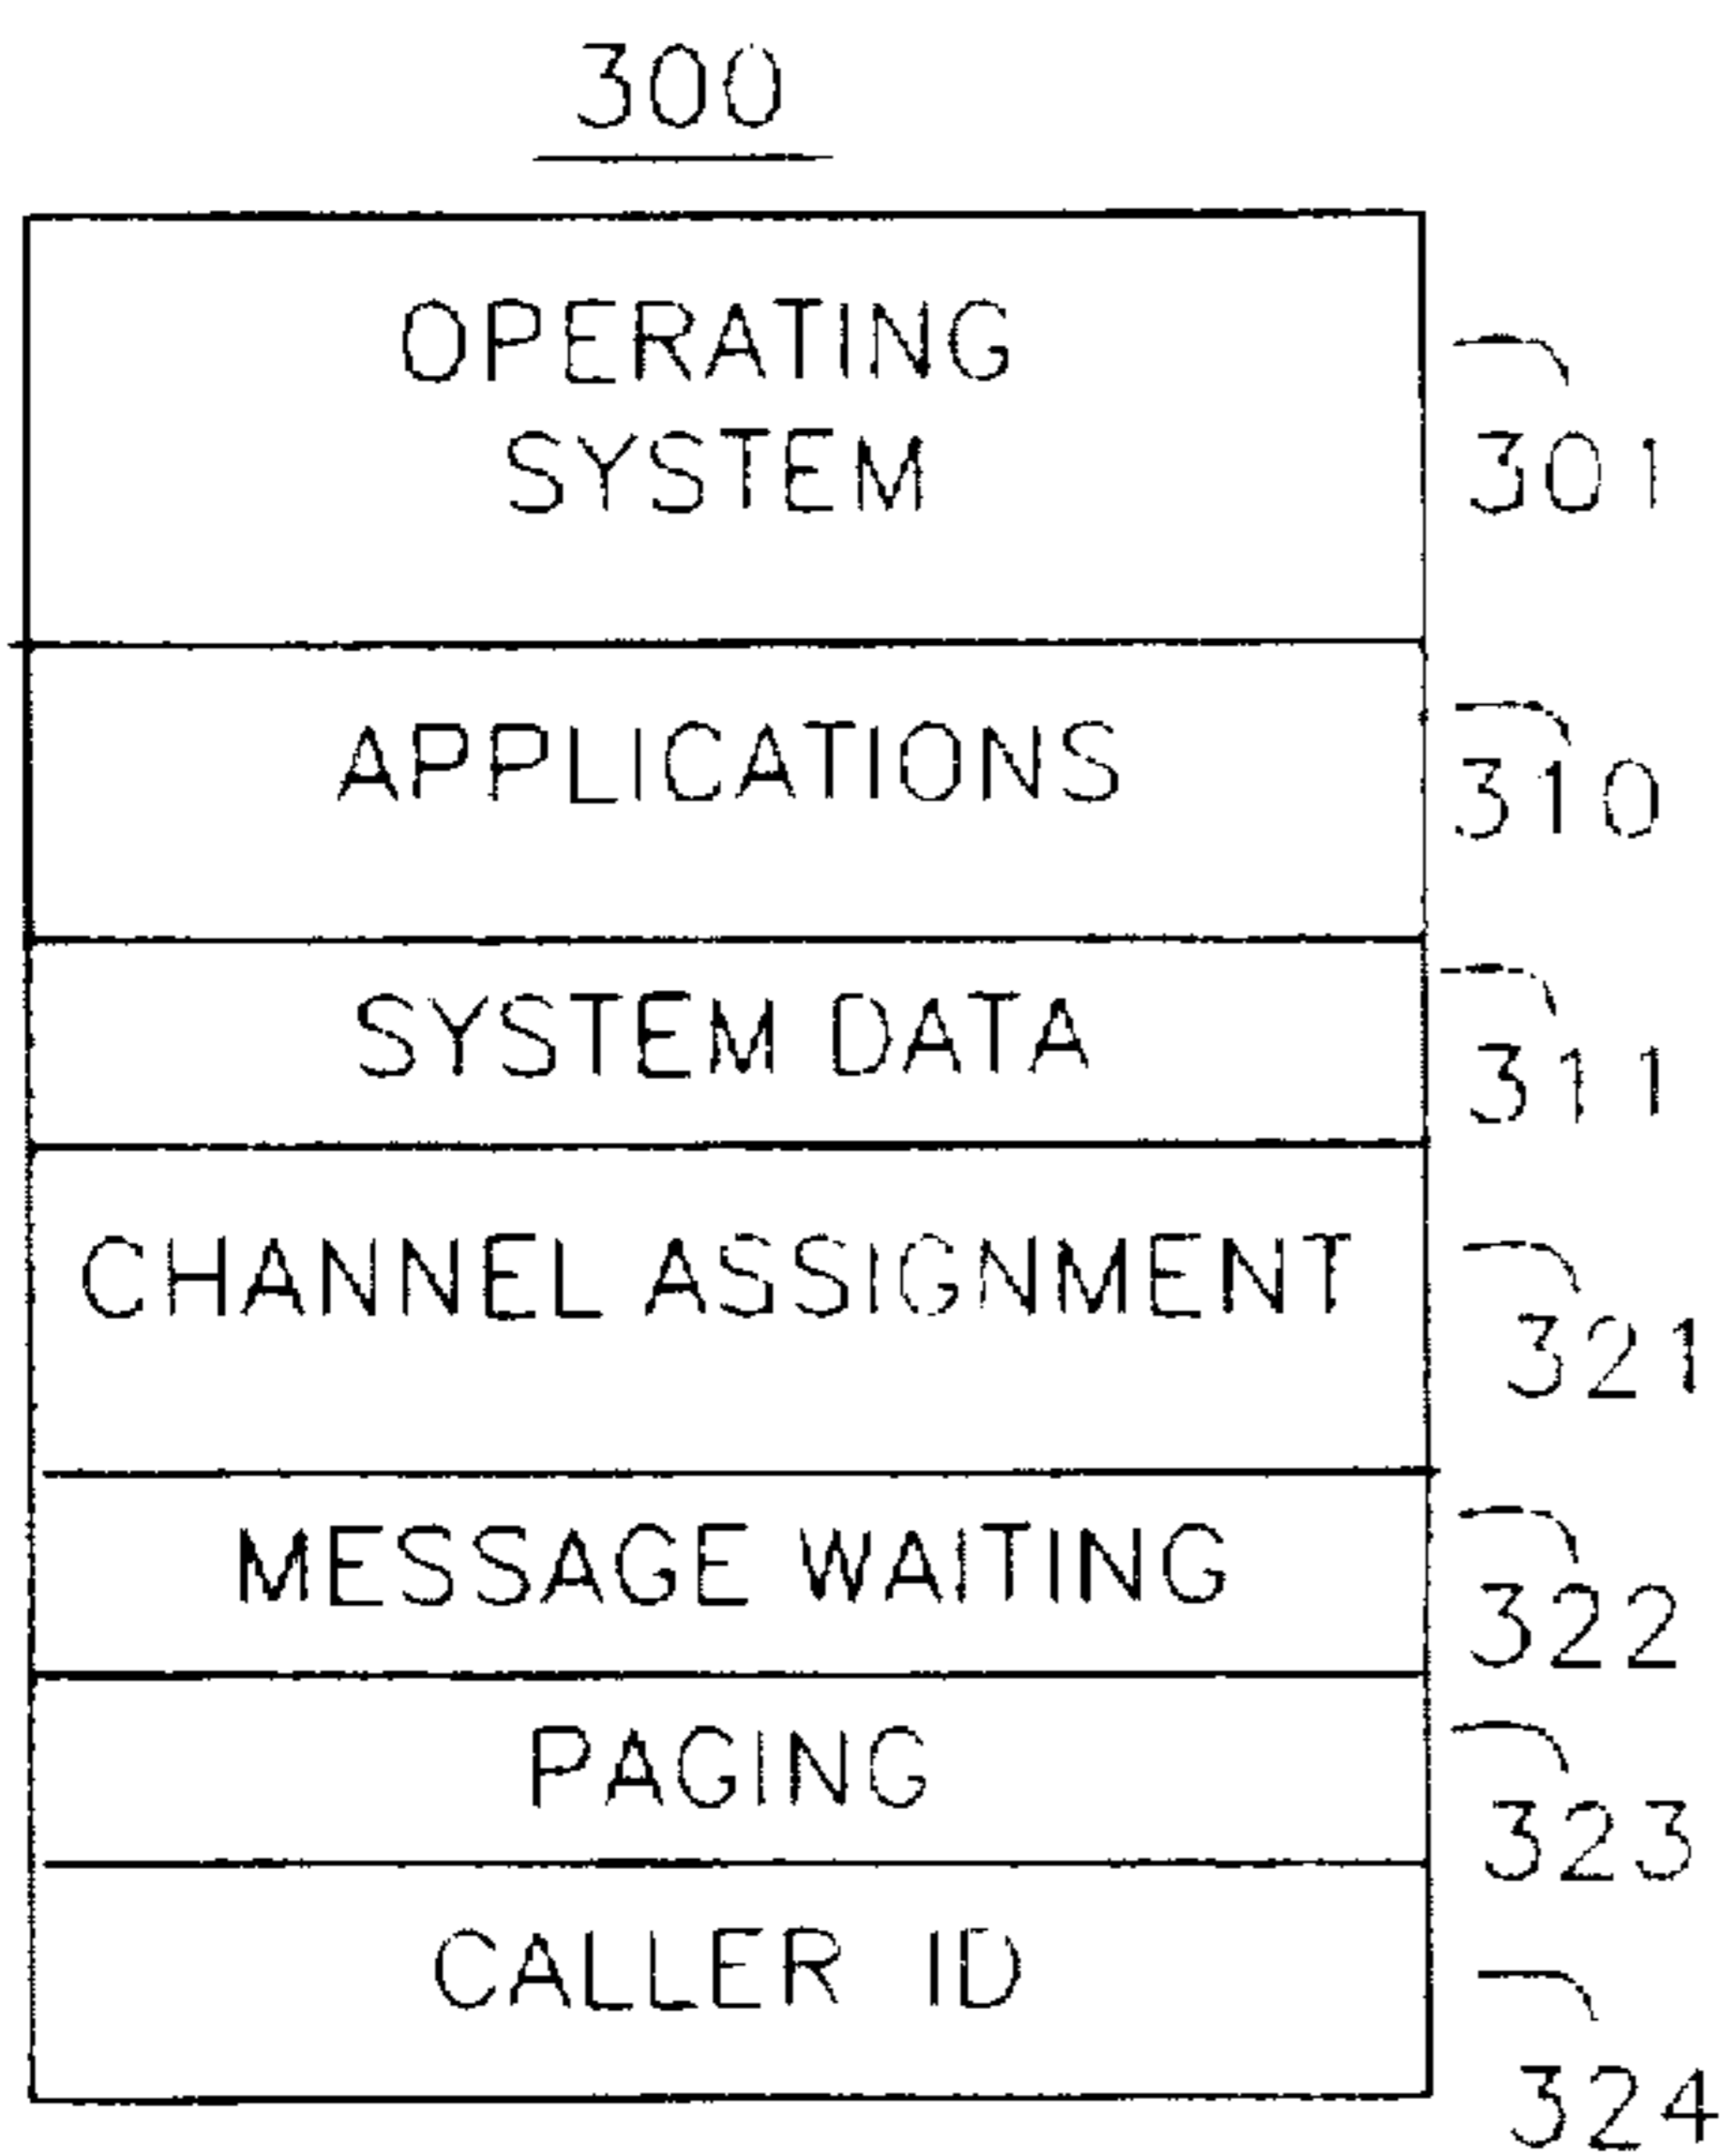 300
OPERATING
SYSTEM
301
APPLICATIONS
310
SYSTEM DATA
311
CHANNEL ASSIGNMENT
321
MESSAGE WAITING
322
PAGING
323
CALLER ID
324